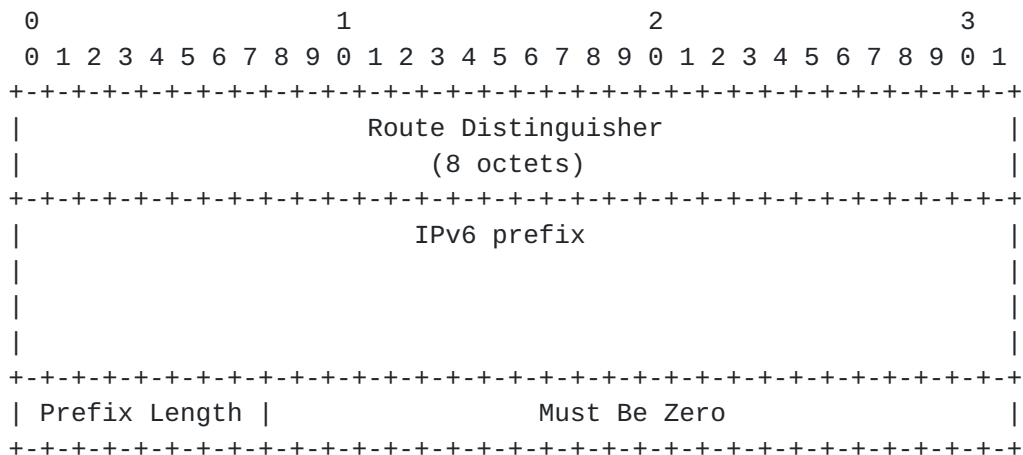 0                   1                   2                   3
 0 1 2 3 4 5 6 7 8 9 0 1 2 3 4 5 6 7 8 9 0 1 2 3 4 5 6 7 8 9 0 1
+-+-+-+-+-+-+-+-+-+-+-+-+-+-+-+-+-+-+-+-+-+-+-+-+-+-+-+-+-+-+-+-+
|                      Route Distinguisher                      |
|                          (8 octets)                           |
+-+-+-+-+-+-+-+-+-+-+-+-+-+-+-+-+-+-+-+-+-+-+-+-+-+-+-+-+-+-+-+-+
|                         IPv6 prefix                           |
|                                                               |
|                                                               |
|                                                               |
+-+-+-+-+-+-+-+-+-+-+-+-+-+-+-+-+-+-+-+-+-+-+-+-+-+-+-+-+-+-+-+-+
| Prefix Length |                 Must Be Zero                  |
+-+-+-+-+-+-+-+-+-+-+-+-+-+-+-+-+-+-+-+-+-+-+-+-+-+-+-+-+-+-+-+-+